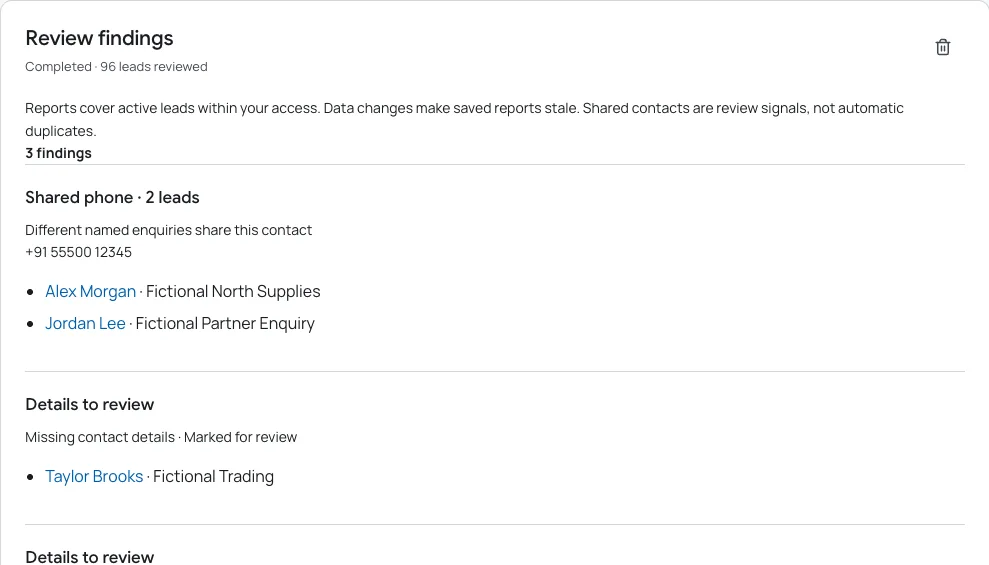 Review findings
Completed · 96 leads reviewed
Reports cover active leads within your access. Data changes make saved reports stale. Shared contacts are review signals, not automatic
duplicates.
3 findings
Shared phone · 2 leads
Different named enquiries share this contact
+91 55500 12345
Alex Morgan · Fictional North Supplies
Jordan Lee · Fictional Partner Enquiry
Details to review
Missing contact details · Marked for review
Taylor Brooks · Fictional Trading
Details to review